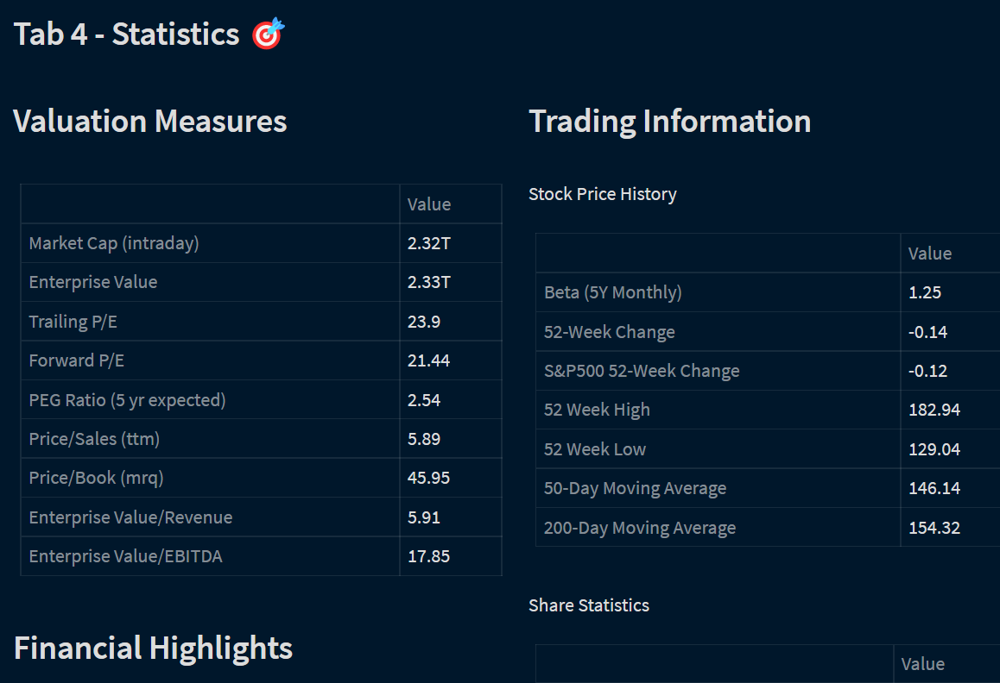 Tab 4 - Statistics 🎯
Valuation Measures
Value
Market Cap (intraday) 2.32T
Enterprise Value 2.33T
Trailing P/E 23.9
Forward P/E 21.44
PEG Ratio (5 yr expected) 2.54
Price/Sales (ttm) 5.89
Price/Book (mrq) 45.95
Enterprise Value/Revenue 5.91
Enterprise Value/EBITDA 17.85
Financial Highlights
Trading Information
Stock Price History
Value
Beta (5Y Monthly) 1.25
52-Week Change -0.14
S&P500 52-Week Change -0.12
52 Week High 182.94
52 Week Low 129.04
50-Day Moving Average 146.14
200-Day Moving Average 154.32
Share Statistics
Value